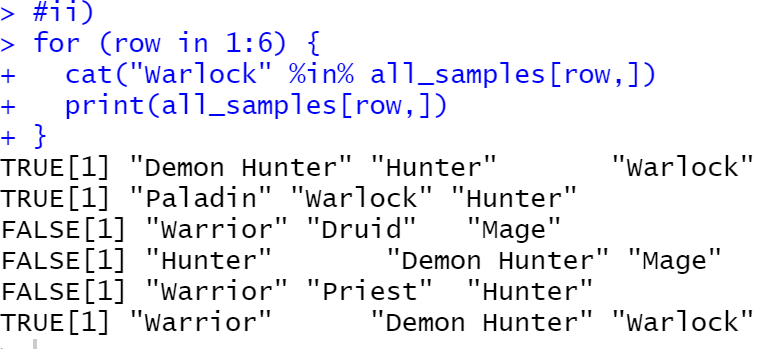 > #ii)
> for (row in 1:6) {
+   cat("Warlock" %in% all_samples[row,])
+   print(all_samples[row,])
+ }
TRUE[1] "Demon Hunter" "Hunter"       "Warlock"
TRUE[1] "Paladin" "Warlock" "Hunter"
FALSE[1] "Warrior" "Druid"   "Mage"
FALSE[1] "Hunter"       "Demon Hunter" "Mage"
FALSE[1] "Warrior" "Priest"  "Hunter"
TRUE[1] "Warrior"      "Demon Hunter" "Warlock"